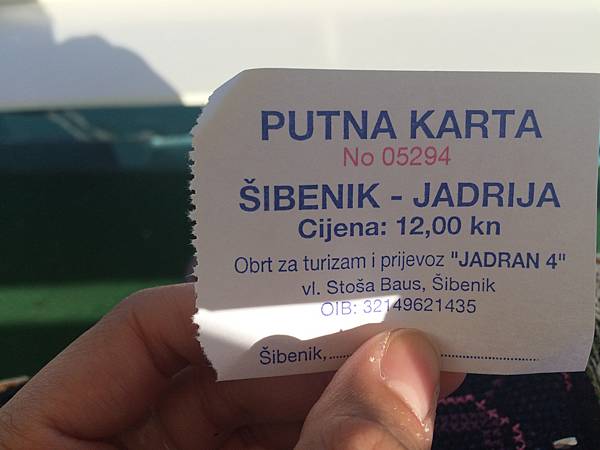 PUTNA KARTA
No 05294
ŠIBENIK - JADRIJA
Cijena: 12,00 kn
Obrt za turizam i prijevoz "JADRAN 4"
vl. Stoša Baus, Šibenik
OIB: 32149621435
Šibenik,......................................................